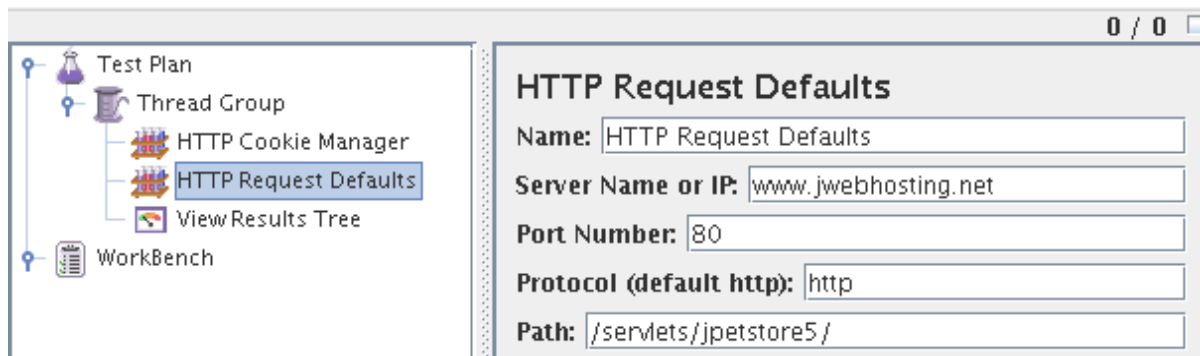 0 / 0
Test Plan
Thread Group
HTTP Cookie Manager
HTTP Request Defaults
View Results Tree
WorkBench
HTTP Request Defaults
Name: HTTP Request Defaults
Server Name or IP: www.jwebhosting.net
Port Number: 80
Protocol (default http): http
Path: /servlets/jpetstore5/